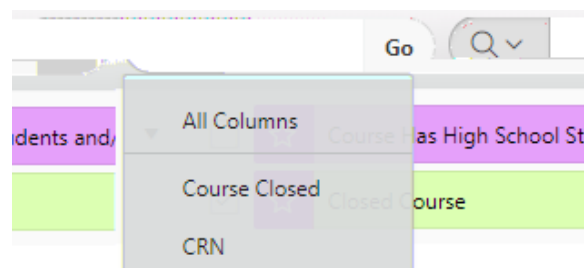 Go
All Columns
dents and/
Course Has High School St
Course Closed
Closed Course
CRN